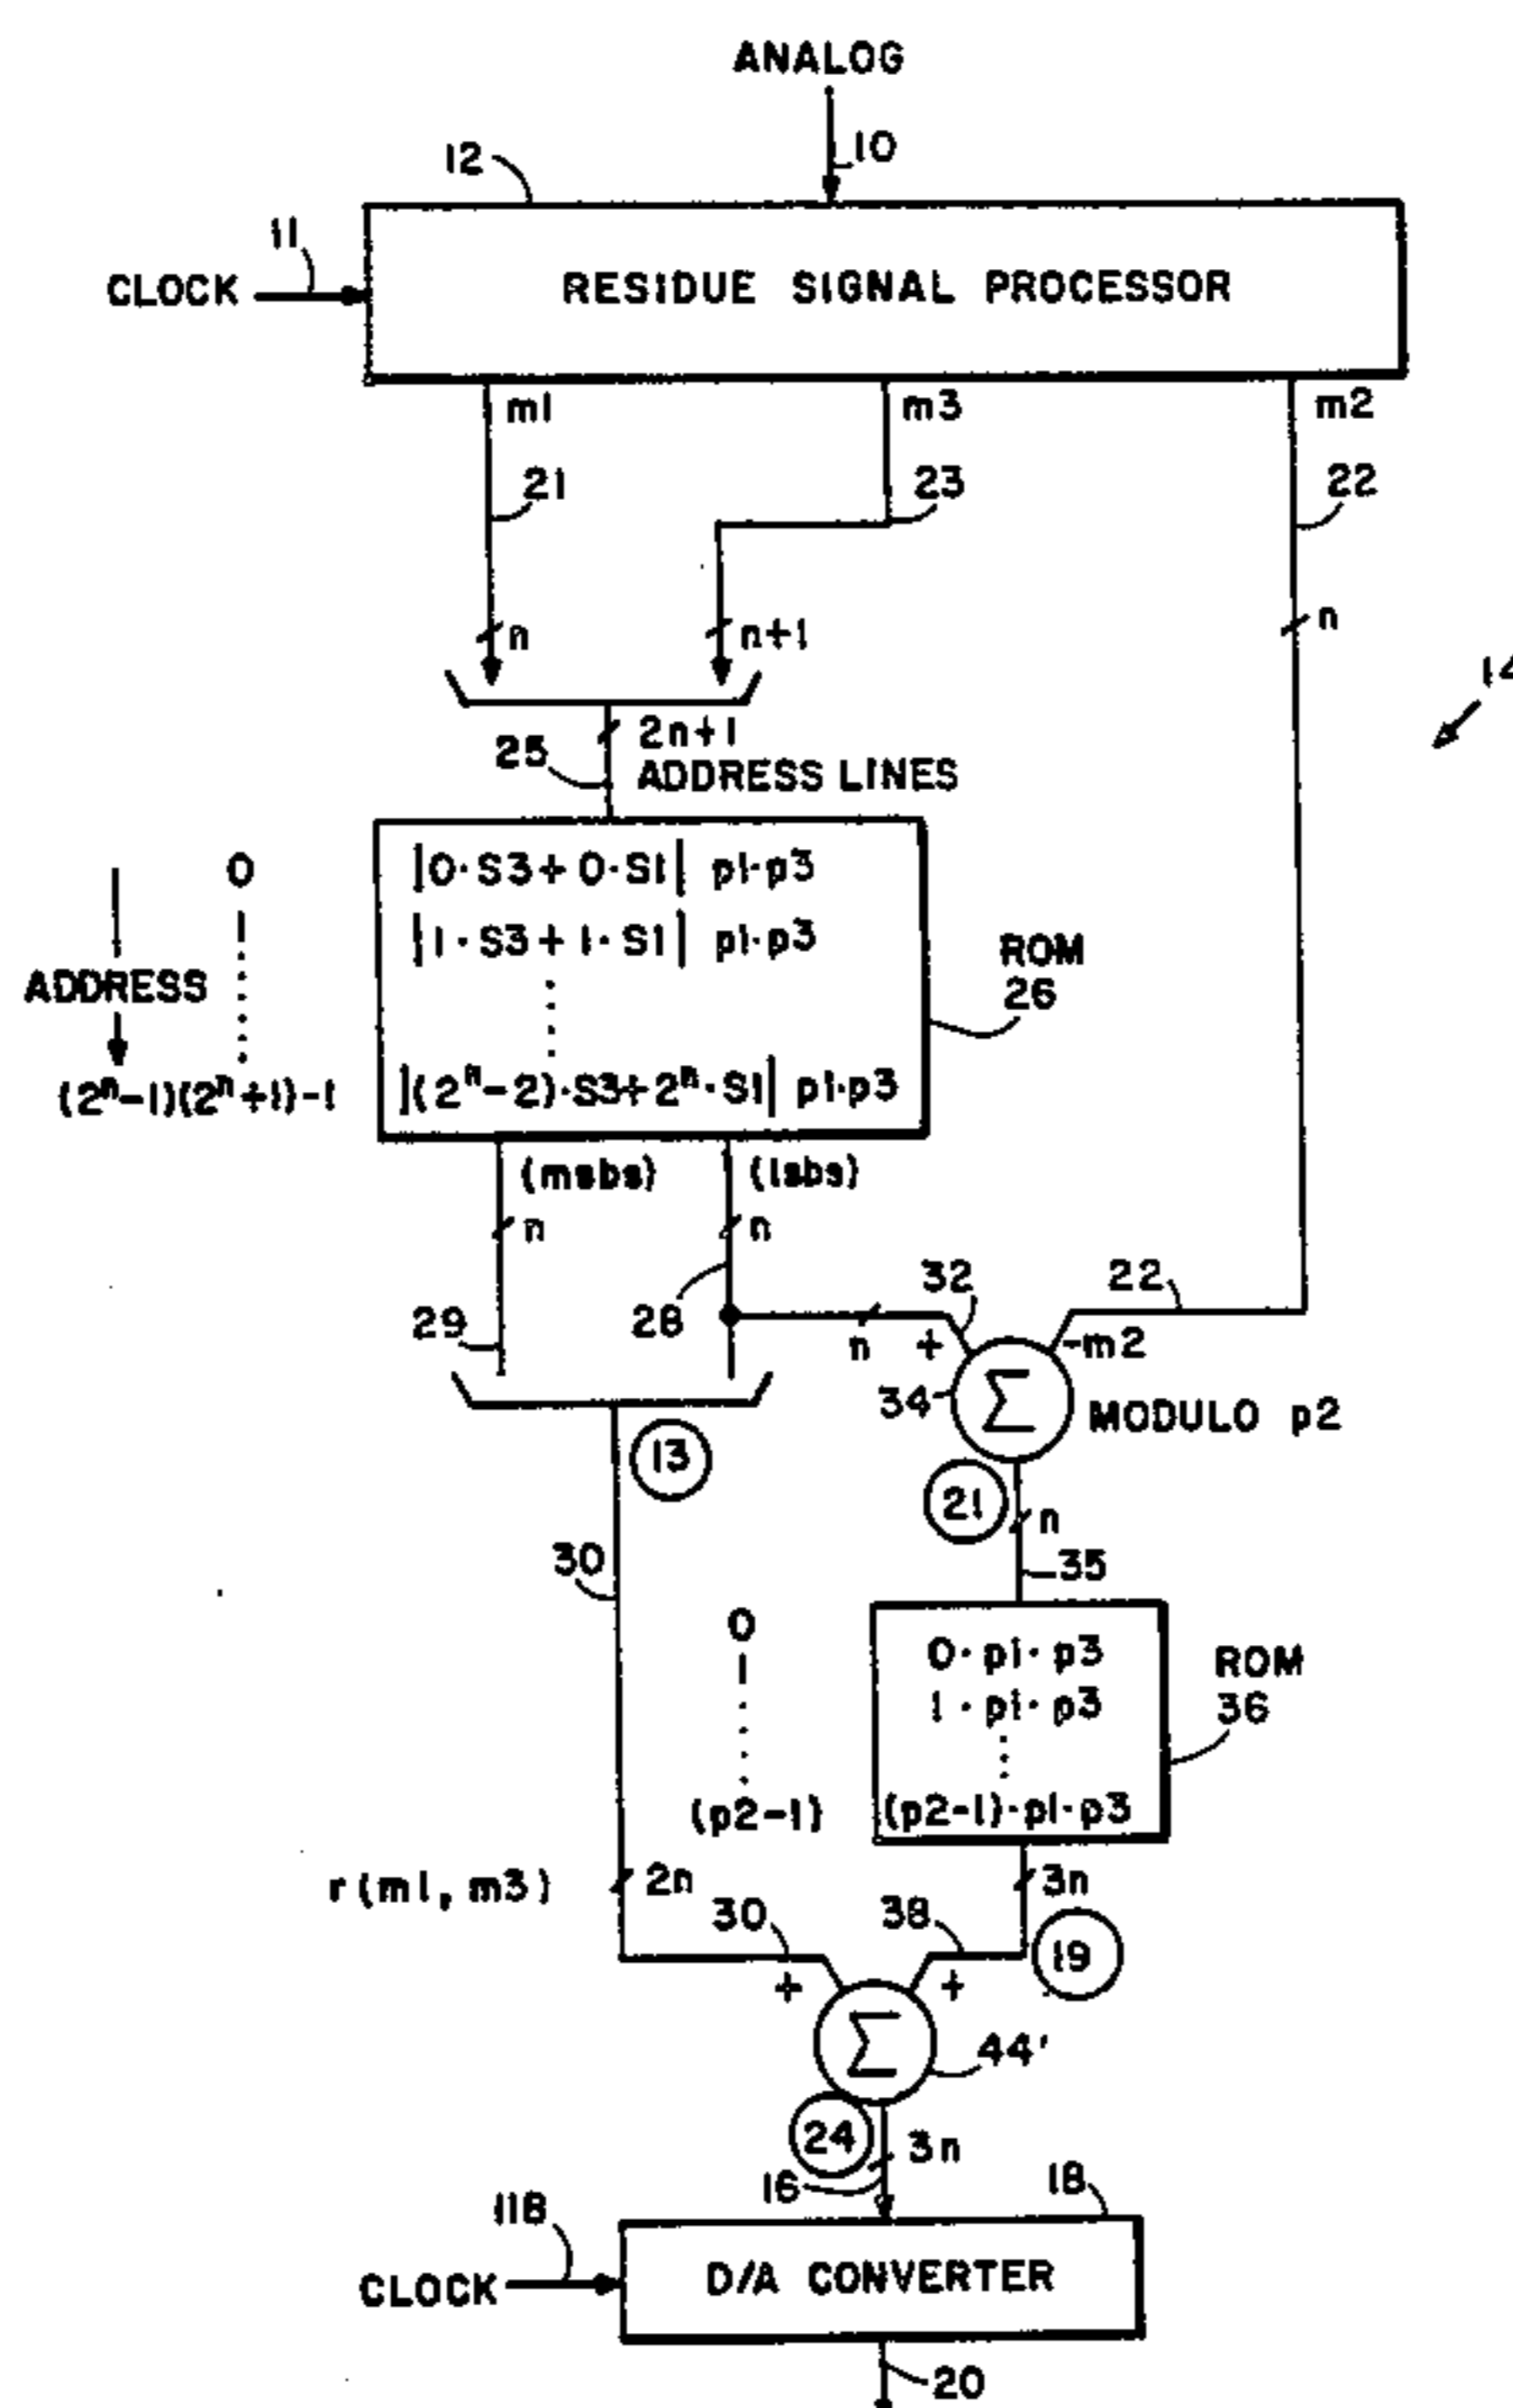 ANALOG
10
12
11
CLOCK
RESIDUE SIGNAL PROCESSOR
m1
m3
m2
21
23
22
n
n+1
n
14
25
2n+1
ADDRESS LINES
|0·S3+0·S1| p1·p3
|1·S3+1·S1| p1·p3
|(2ⁿ-2)·S3+2ⁿ·S1| p1·p3
0
1
ADDRESS
(2ⁿ-1)(2ⁿ+1)-1
ROM
26
(msbs)
(lsbs)
n
n
29
28
32
22
n
+
-m2
34
Σ
MODULO p2
13
21
n
30
35
0
1
(p2-1)
0·p1·p3
1·p1·p3
(p2-1)·p1·p3
ROM
36
r(m1, m3)
2n
3n
30
38
19
+
+
Σ
44'
24
3n
16
18
118
CLOCK
D/A CONVERTER
20